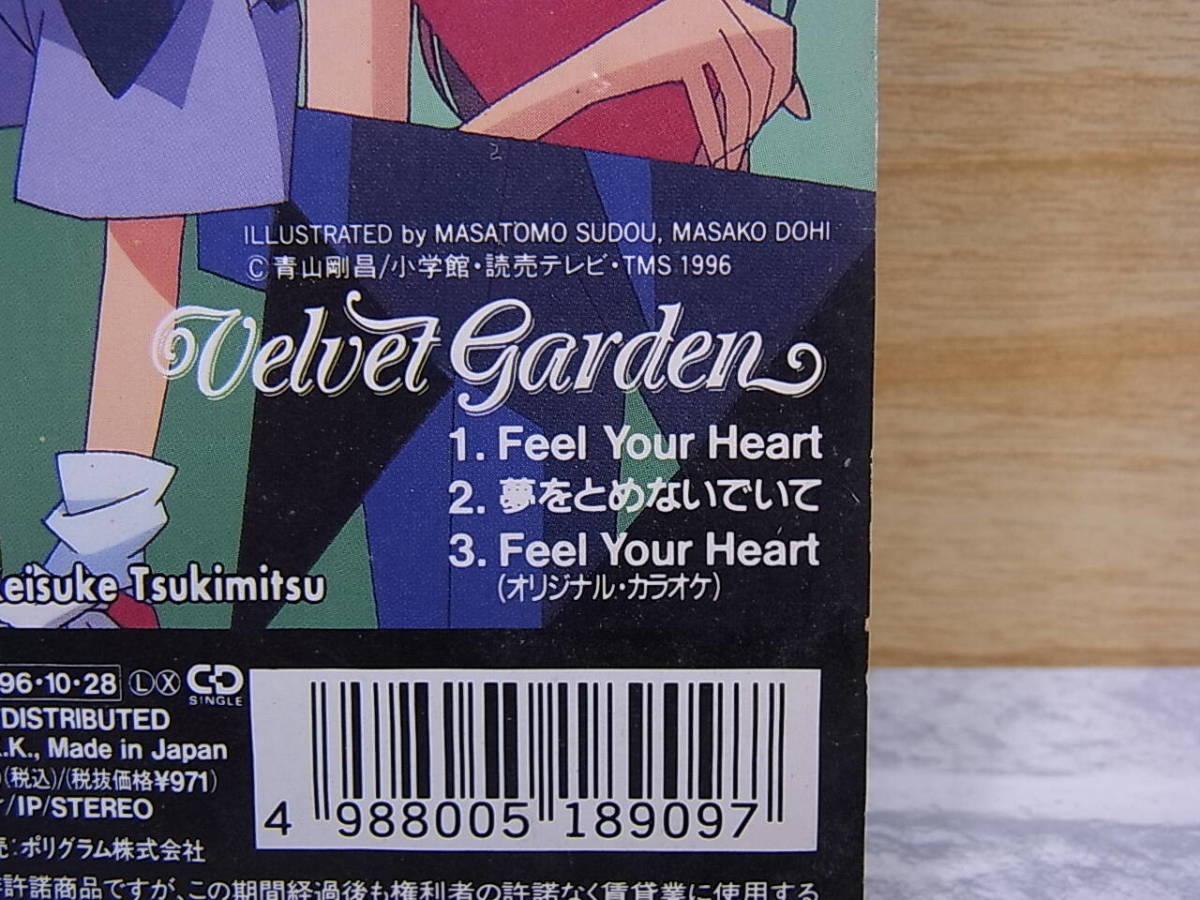 ILLUSTRATED by MASATOMO SUDOU, MASAKO DOHI
©青山剛昌/小学館・読売テレビ・TMS 1996
Velvet Garden
1. Feel Your Heart
2. 夢をとめないでいて
3. Feel Your Heart
(オリジナル・カラオケ)
eisuke Tsukimitsu
96・10・28 Ⓛ Ⓧ CD SINGLE
DISTRIBUTED
.K., Made in Japan
(税込)/(税抜価格¥971)
/IP/STEREO
4 988005 189097
:ポリグラム株式会社
許諾商品ですが、この期間経過後も権利者の許諾なく賃貸業に使用する